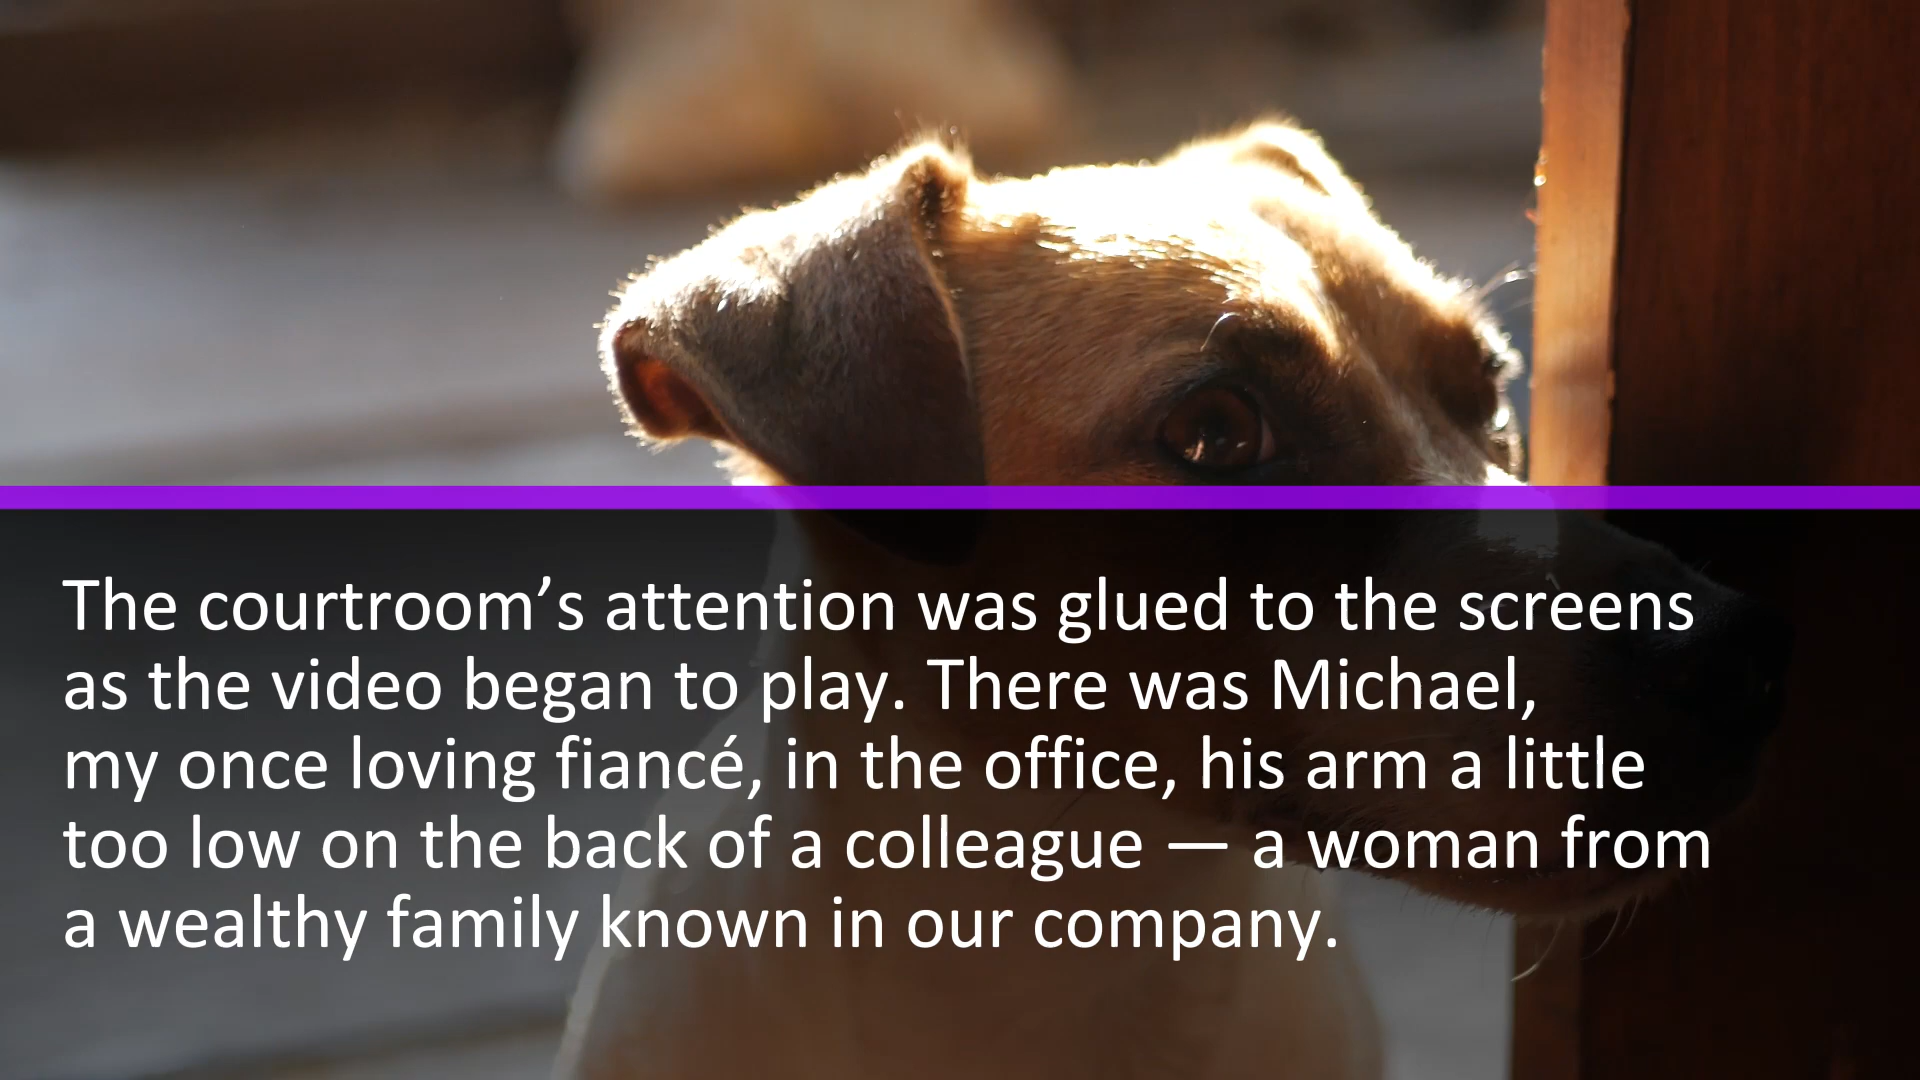 The courtroom’s attention was glued to the screens
as the video began to play. There was Michael,
my once loving fiancé, in the office, his arm a little
too low on the back of a colleague — a woman from
a wealthy family known in our company.